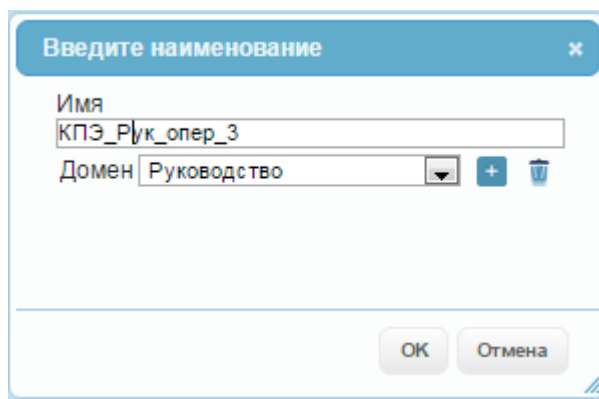 Введите наименование
Имя
КПЭ_Рук_опер_3
Домен Руководство
ОК Отмена